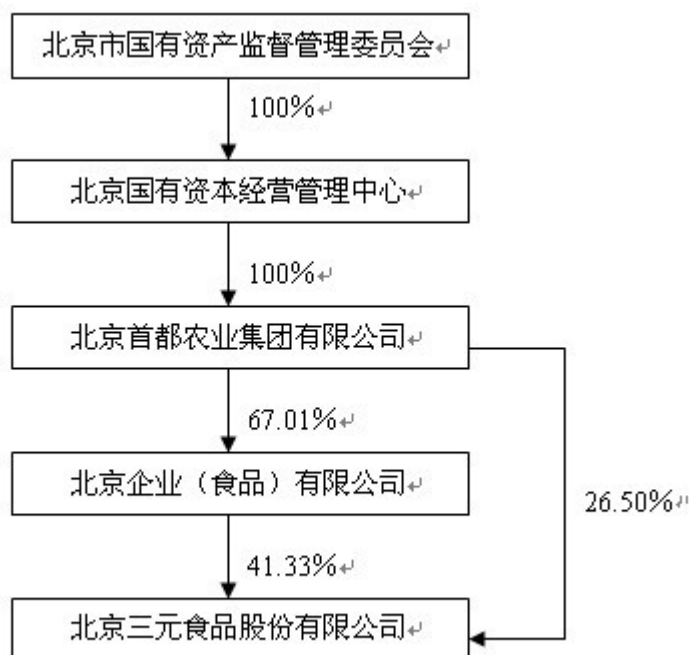 北京市国有资产监督管理委员会↵
100%↵
北京国有资本经营管理中心↵
100%↵
北京首都农业集团有限公司↵
67.01%↵
北京企业（食品）有限公司↵
26.50%↵
41.33%↵
北京三元食品股份有限公司↵